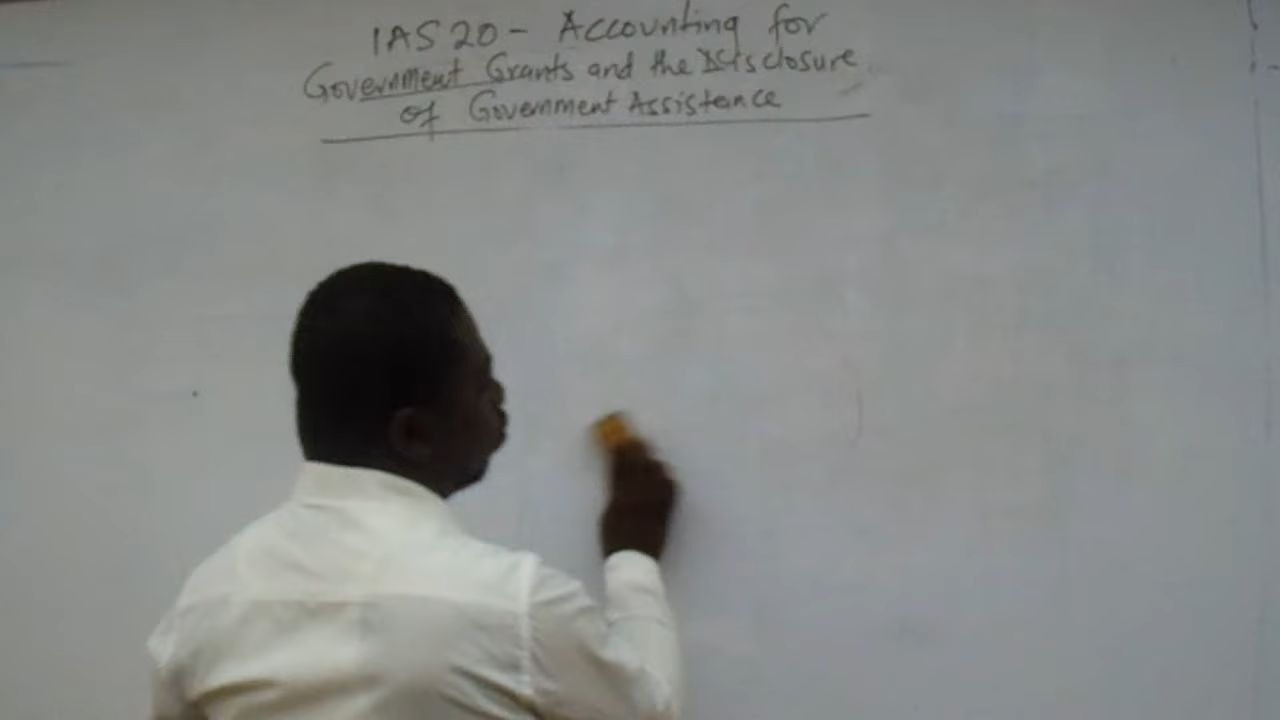 IAS 20 - Accounting for
Government Grants and the Disclosure
of Government Assistance